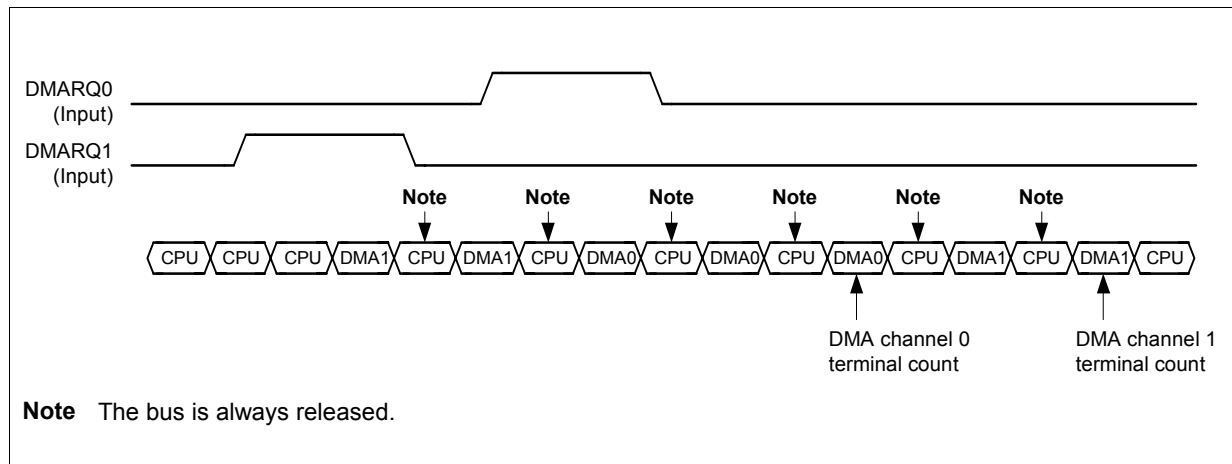 DMARQ0
(Input)
DMARQ1
(Input)
Note Note Note Note Note Note
CPU CPU CPU DMA1 CPU DMA1 CPU DMA0 CPU DMA0 CPU DMA0 CPU DMA1 CPU DMA1 CPU
DMA channel 0
terminal count
DMA channel 1
terminal count
Note The bus is always released.